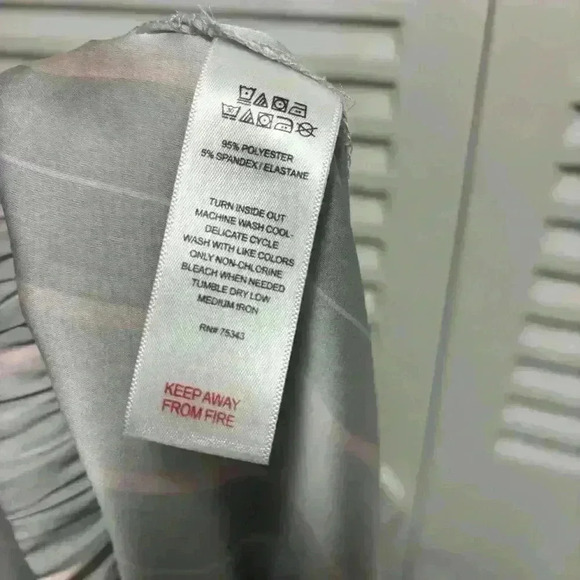 95% POLYESTER
5% SPANDEX / ELASTANE
TURN INSIDE OUT
MACHINE WASH COOL-
DELICATE CYCLE
WASH WITH LIKE COLORS
ONLY NON-CHLORINE
BLEACH WHEN NEEDED
TUMBLE DRY LOW
MEDIUM IRON
RN# 75343
KEEP AWAY
FROM FIRE